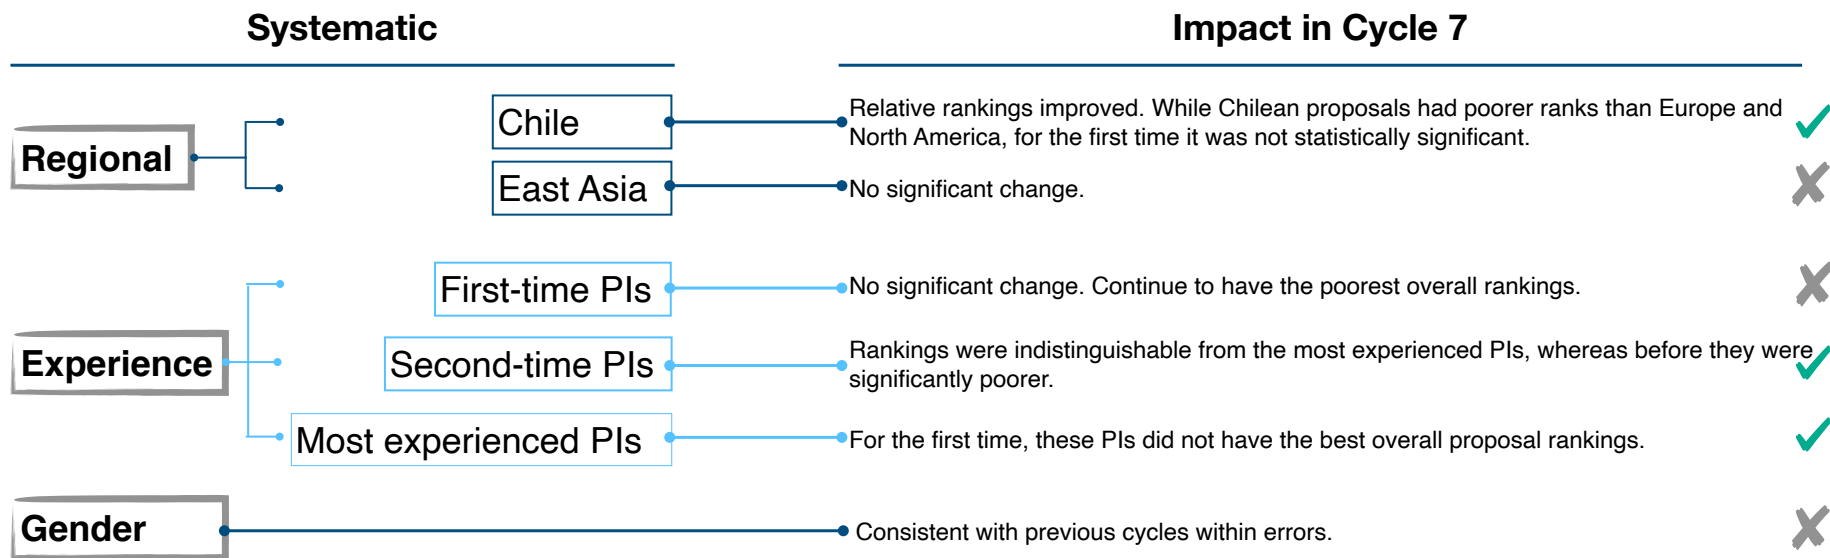 Systematic
Impact in Cycle 7
Regional
Chile
Relative rankings improved. While Chilean proposals had poorer ranks than Europe and
North America, for the first time it was not statistically significant.
East Asia
No significant change.
Experience
First-time PIs
No significant change. Continue to have the poorest overall rankings.
Second-time PIs
Rankings were indistinguishable from the most experienced PIs, whereas before they were
significantly poorer.
Most experienced PIs
For the first time, these PIs did not have the best overall proposal rankings.
Gender
Consistent with previous cycles within errors.